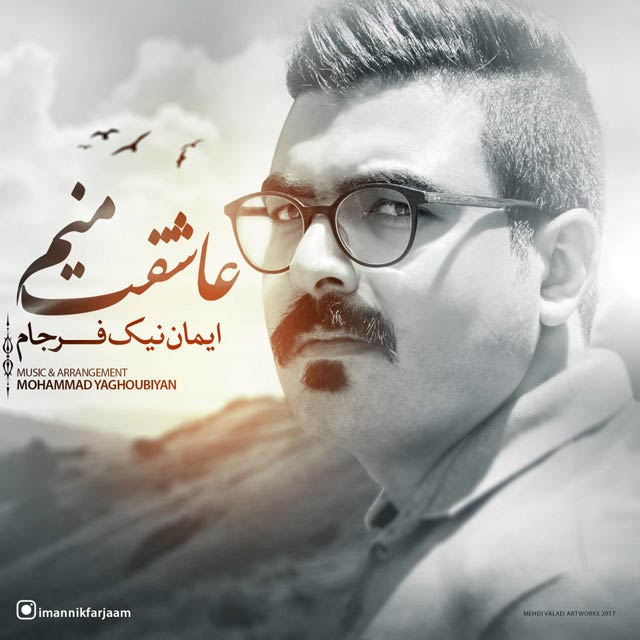 عاشقت منیم
ایمان نیک فرجام
MUSIC & ARRANGEMENT
MOHAMMAD YAGHOUBIYAN
imannikfarjaam
MEHDI VALAEI ARTWORKS 2017